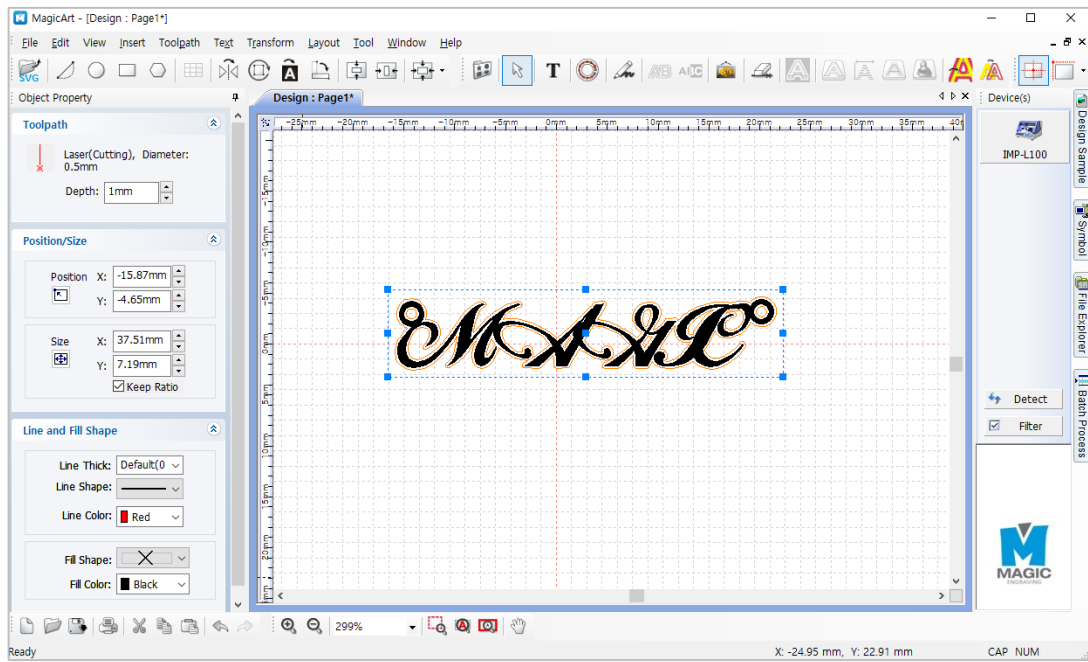 MagicArt - [Design : Page1*]
File Edit View Insert Toolpath Text Transform Layout Tool Window Help
SVG
Object Property
Design : Page1*
Device(s)
Toolpath
Laser(Cutting), Diameter:
0.5mm
Depth: 1mm
Position/Size
Position X: -15.87mm
Y: -4.65mm
Size X: 37.51mm
Y: 7.19mm
Keep Ratio
Line and Fill Shape
Line Thick: Default(0
Line Shape:
Line Color: Red
Fill Shape:
Fill Color: Black
-25mm -20mm -15mm -10mm -5mm 0mm 5mm 10mm 15mm 20mm 25mm 30mm 35mm
-15mm
-10mm
-5mm
0mm
5mm
10mm
15mm
20mm
IMP-L100
Design Sample
Symbol
File Explorer
Batch Process
Detect
Filter
MAGIC
ENGRAVING
299%
Ready
X: -24.95 mm, Y: 22.91 mm
CAP NUM